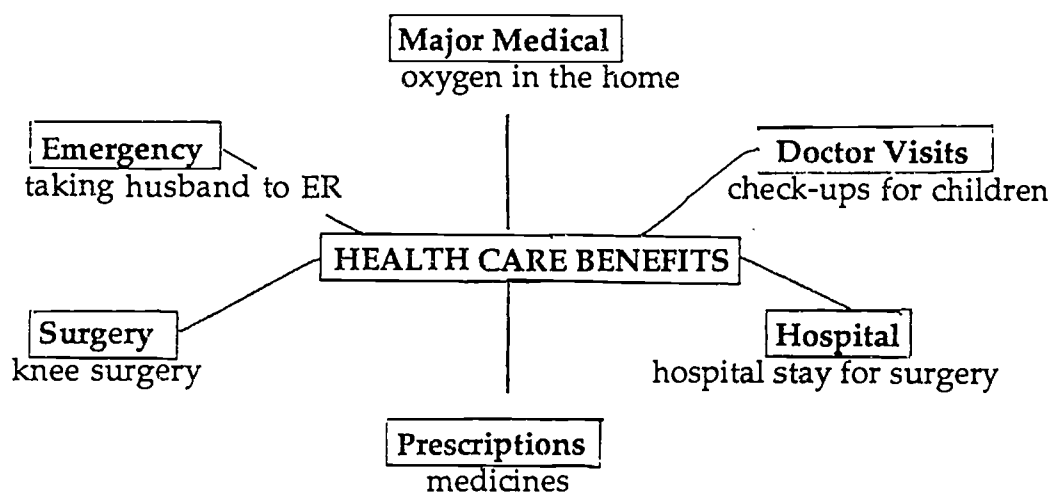 Major Medical
oxygen in the home
Emergency
taking husband to ER
Doctor Visits
check-ups for children
HEALTH CARE BENEFITS
Surgery
knee surgery
Hospital
hospital stay for surgery
Prescriptions
medicines